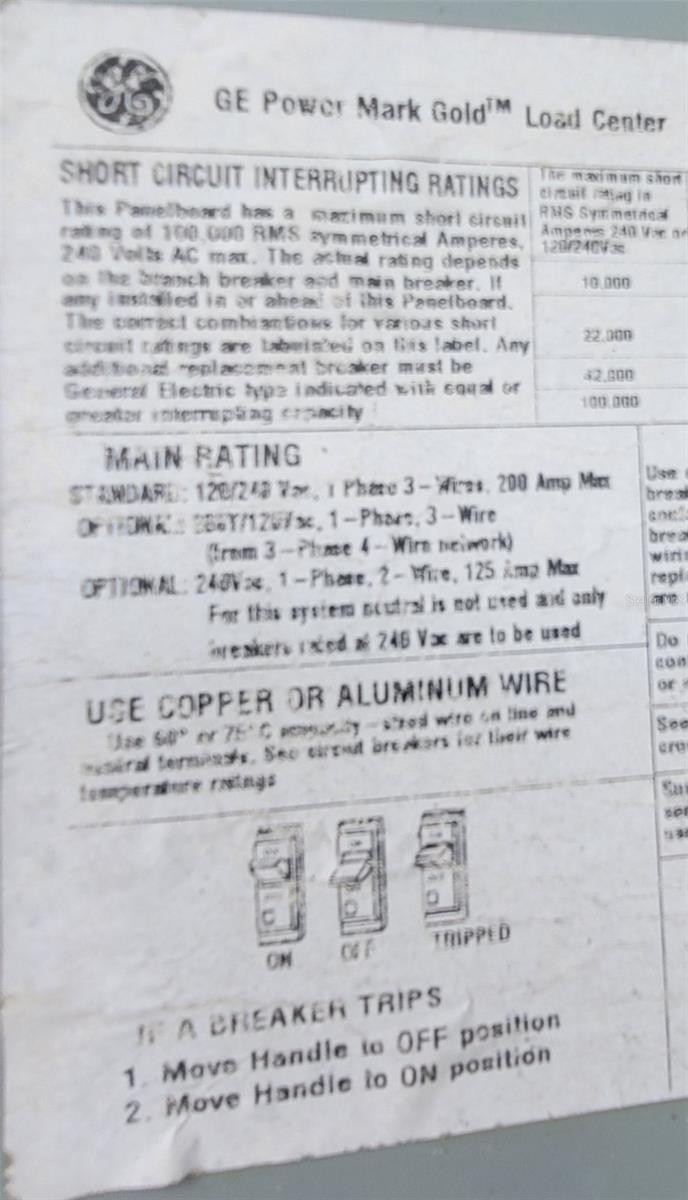 GE
GE Power Mark Gold™ Load Center
SHORT CIRCUIT INTERRUPTING RATINGS
This Panelboard has a maximum short circuit
rating of 100,000 RMS symmetrical Amperes,
240 Volts AC max. The actual rating depends
on the branch breaker and main breaker. If
any installed in or ahead of this Panelboard.
The correct combinations for various short
circuit ratings are tabulated on this label. Any
additional replacement breaker must be
General Electric type indicated with equal or
greater interrupting capacity
The maximum short
circuit rating in
RMS Symmetrical
Amperes 240 Vac or
120/240Vac
10,000
22,000
42,000
100,000
MAIN RATING
STANDARD: 120/240 Vac, 1 Phase 3-Wires, 200 Amp Max
OPTIONAL: 208Y/120Vac, 1-Phase, 3-Wire
(from 3-Phase 4-Wire network)
OPTIONAL: 240Vac, 1-Phase, 2-Wire, 125 Amp Max
For this system neutral is not used and only
breakers rated at 240 Vac are to be used
USE COPPER OR ALUMINUM WIRE
Use 60° or 75° C wire on line and
neutral terminals. See circuit breakers for their wire
temperature ratings
ON
OFF
TRIPPED
IF A BREAKER TRIPS
1. Move Handle to OFF position
2. Move Handle to ON position
Use
wiri
repl
are
Do
con
or
See